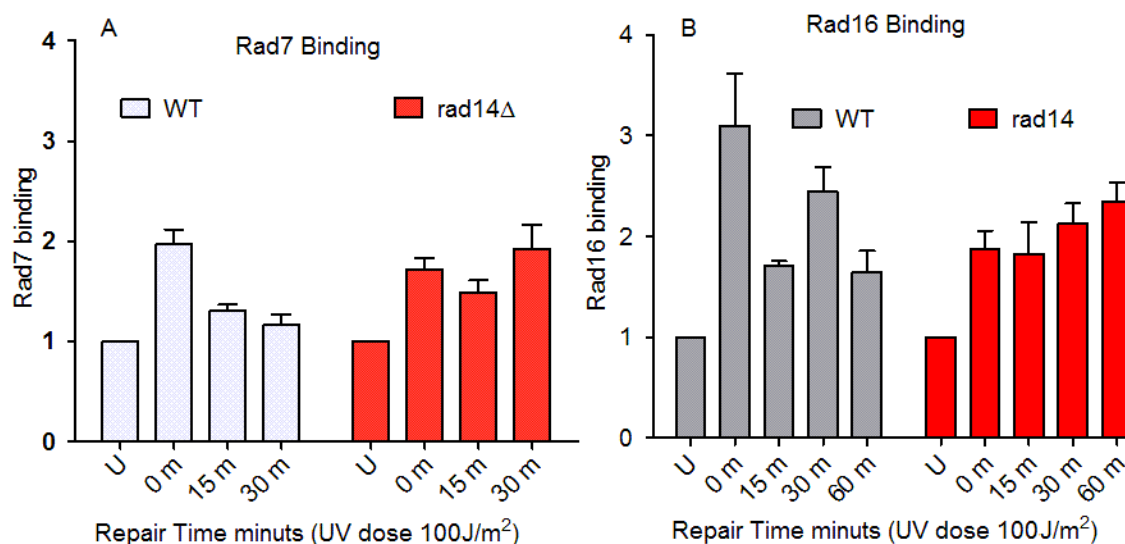 A
Rad7 Binding
WT
rad14Δ
Rad7 binding
4
3
2
1
0
U
0 m
15 m
30 m
U
0 m
15 m
30 m
Repair Time minuts (UV dose 100J/m²)
B
Rad16 Binding
WT
rad14
Rad16 binding
4
3
2
1
0
U
0 m
15 m
30 m
60 m
U
0 m
15 m
30 m
60 m
Repair Time minuts (UV dose 100J/m²)